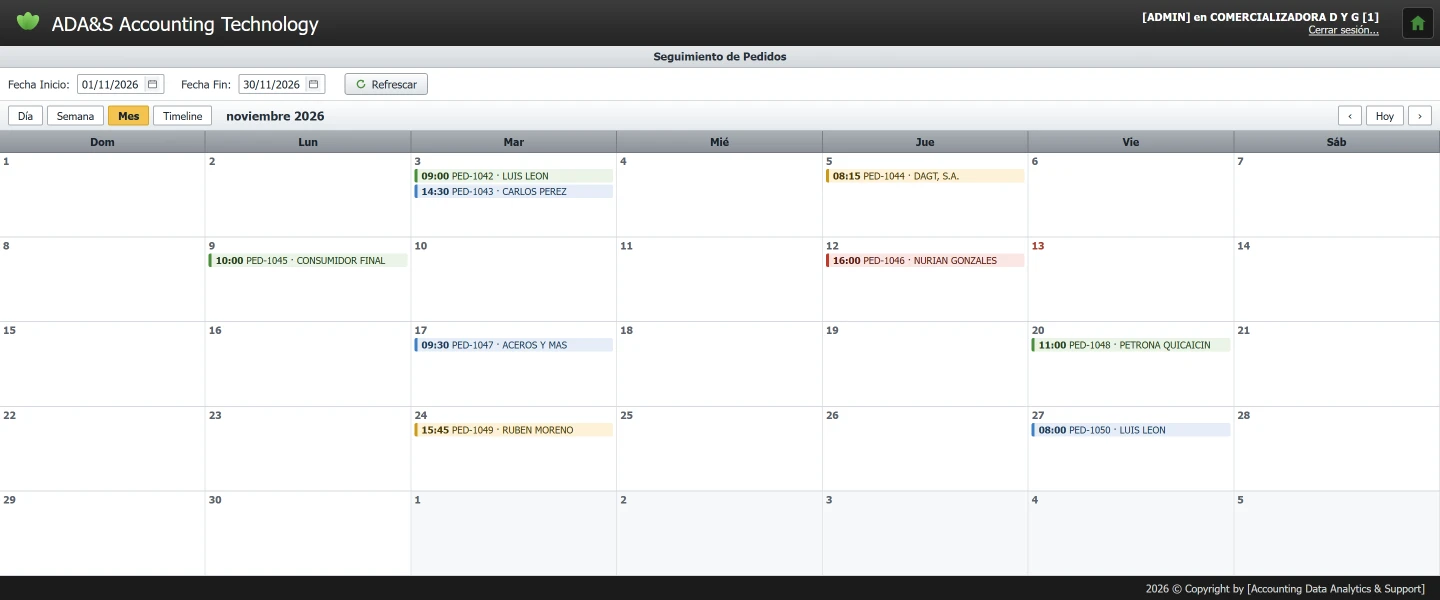 ADA&S Accounting Technology
[ADMIN] en COMERCIALIZADORA D Y G [1]
Cerrar sesión...
Seguimiento de Pedidos
Fecha Inicio: 01/11/2026 Fecha Fin: 30/11/2026 Refrescar
Día Semana Mes Timeline noviembre 2026 ‹ Hoy ›
Dom Lun Mar Mié Jue Vie Sáb
1 2 3 4 5 6 7
09:00 PED-1042 · LUIS LEON 08:15 PED-1044 · DAGT, S.A.
14:30 PED-1043 · CARLOS PEREZ
8 9 10 11 12 13 14
10:00 PED-1045 · CONSUMIDOR FINAL 16:00 PED-1046 · NURIAN GONZALES
15 16 17 18 19 20 21
09:30 PED-1047 · ACEROS Y MAS 11:00 PED-1048 · PETRONA QUICAICIN
22 23 24 25 26 27 28
15:45 PED-1049 · RUBEN MORENO 08:00 PED-1050 · LUIS LEON
29 30 1 2 3 4 5
2026 © Copyright by [Accounting Data Analytics & Support]